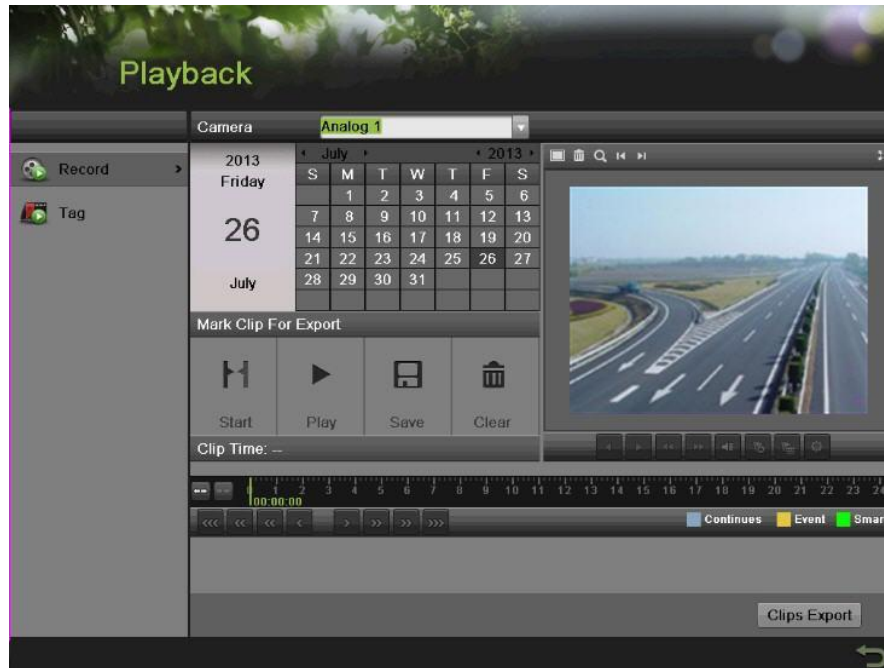 Playback
Camera Analog 1
Record
Tag
2013
Friday
26
July
July 2013
S M T W T F S
1 2 3 4 5 6
7 8 9 10 11 12 13
14 15 16 17 18 19 20
21 22 23 24 25 26 27
28 29 30 31
Mark Clip For Export
Start Play Save Clear
Clip Time: --
0 1 2 3 4 5 6 7 8 9 10 11 12 13 14 15 16 17 18 19 20 21 22 23 24
00:00:00
Continues Event Smar
Clips Export